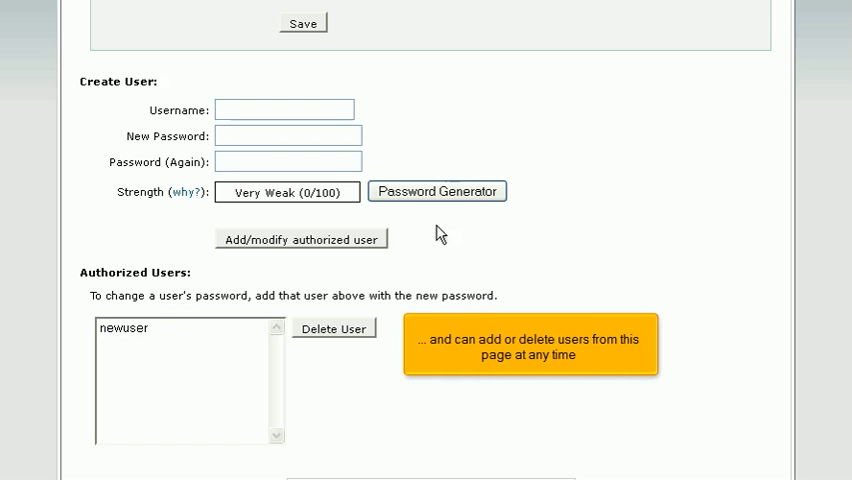 Save
Create User:
Username:
New Password:
Password (Again):
Strength (why?): Very Weak (0/100) Password Generator
Add/modify authorized user
Authorized Users:
To change a user's password, add that user above with the new password.
newuser
Delete User
... and can add or delete users from this
page at any time